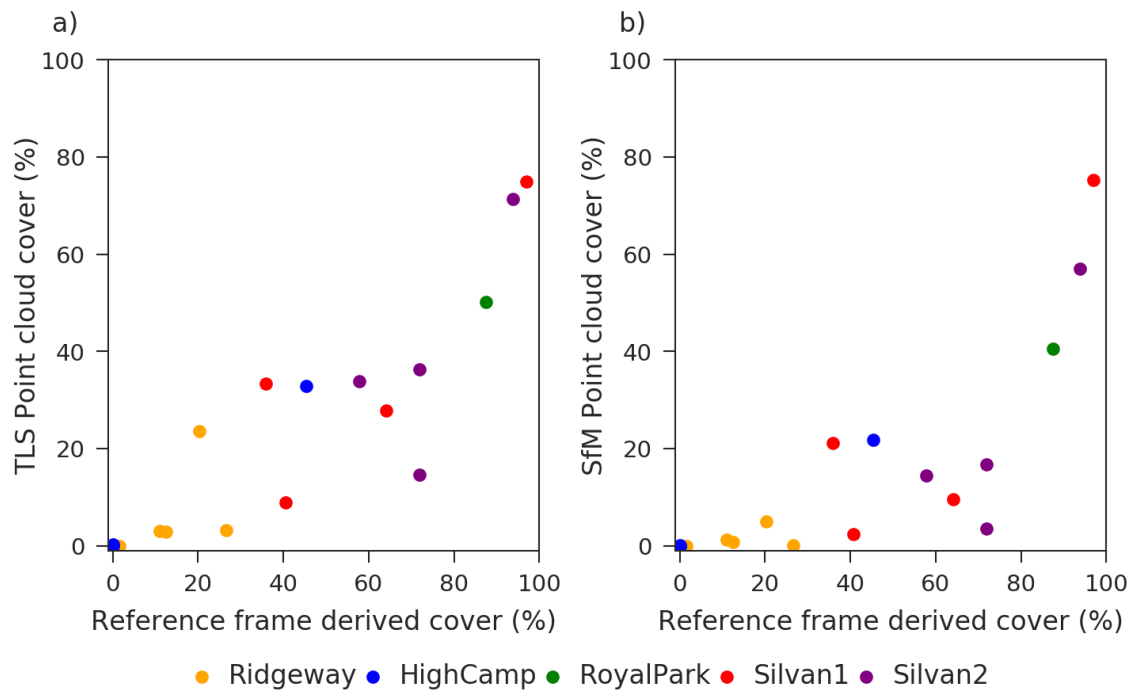 a)
100
80
60
40
20
0
TLS Point cloud cover (%)
0 20 40 60 80 100
Reference frame derived cover (%)
b)
100
80
60
40
20
0
SfM Point cloud cover (%)
0 20 40 60 80 100
Reference frame derived cover (%)
Ridgeway HighCamp RoyalPark Silvan1 Silvan2